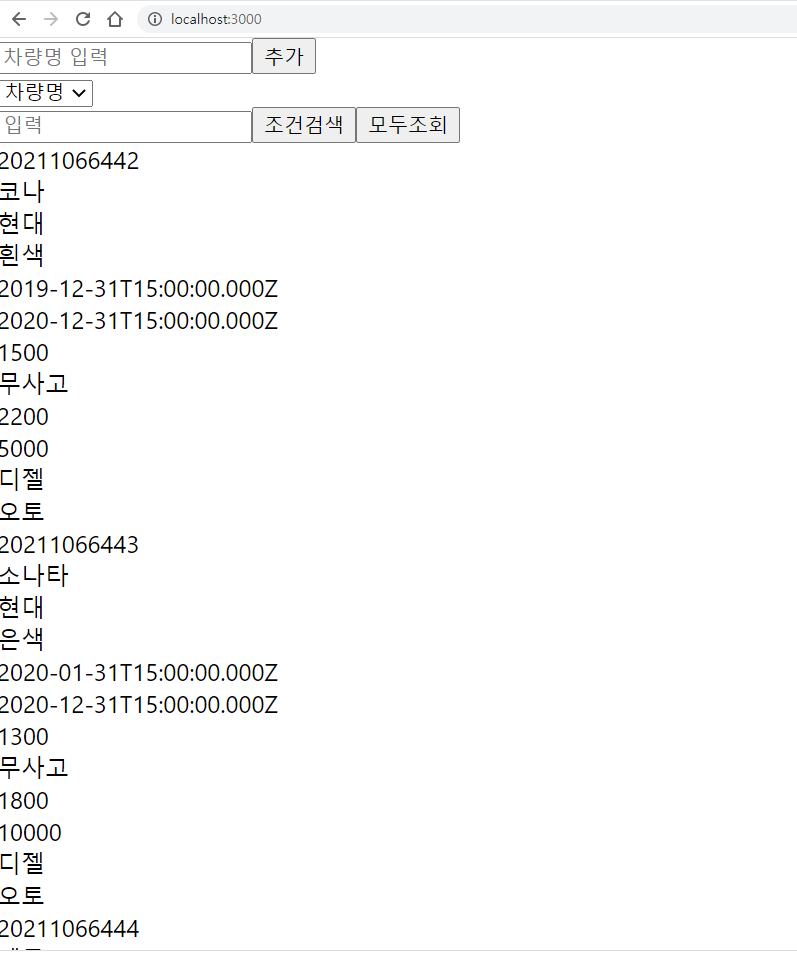 localhost:3000
차량명 입력 추가
차량명
입력 조건검색 모두조회
20211066442
코나
현대
흰색
2019-12-31T15:00:00.000Z
2020-12-31T15:00:00.000Z
1500
무사고
2200
5000
디젤
오토
20211066443
소나타
현대
은색
2020-01-31T15:00:00.000Z
2020-12-31T15:00:00.000Z
1300
무사고
1800
10000
디젤
오토
20211066444